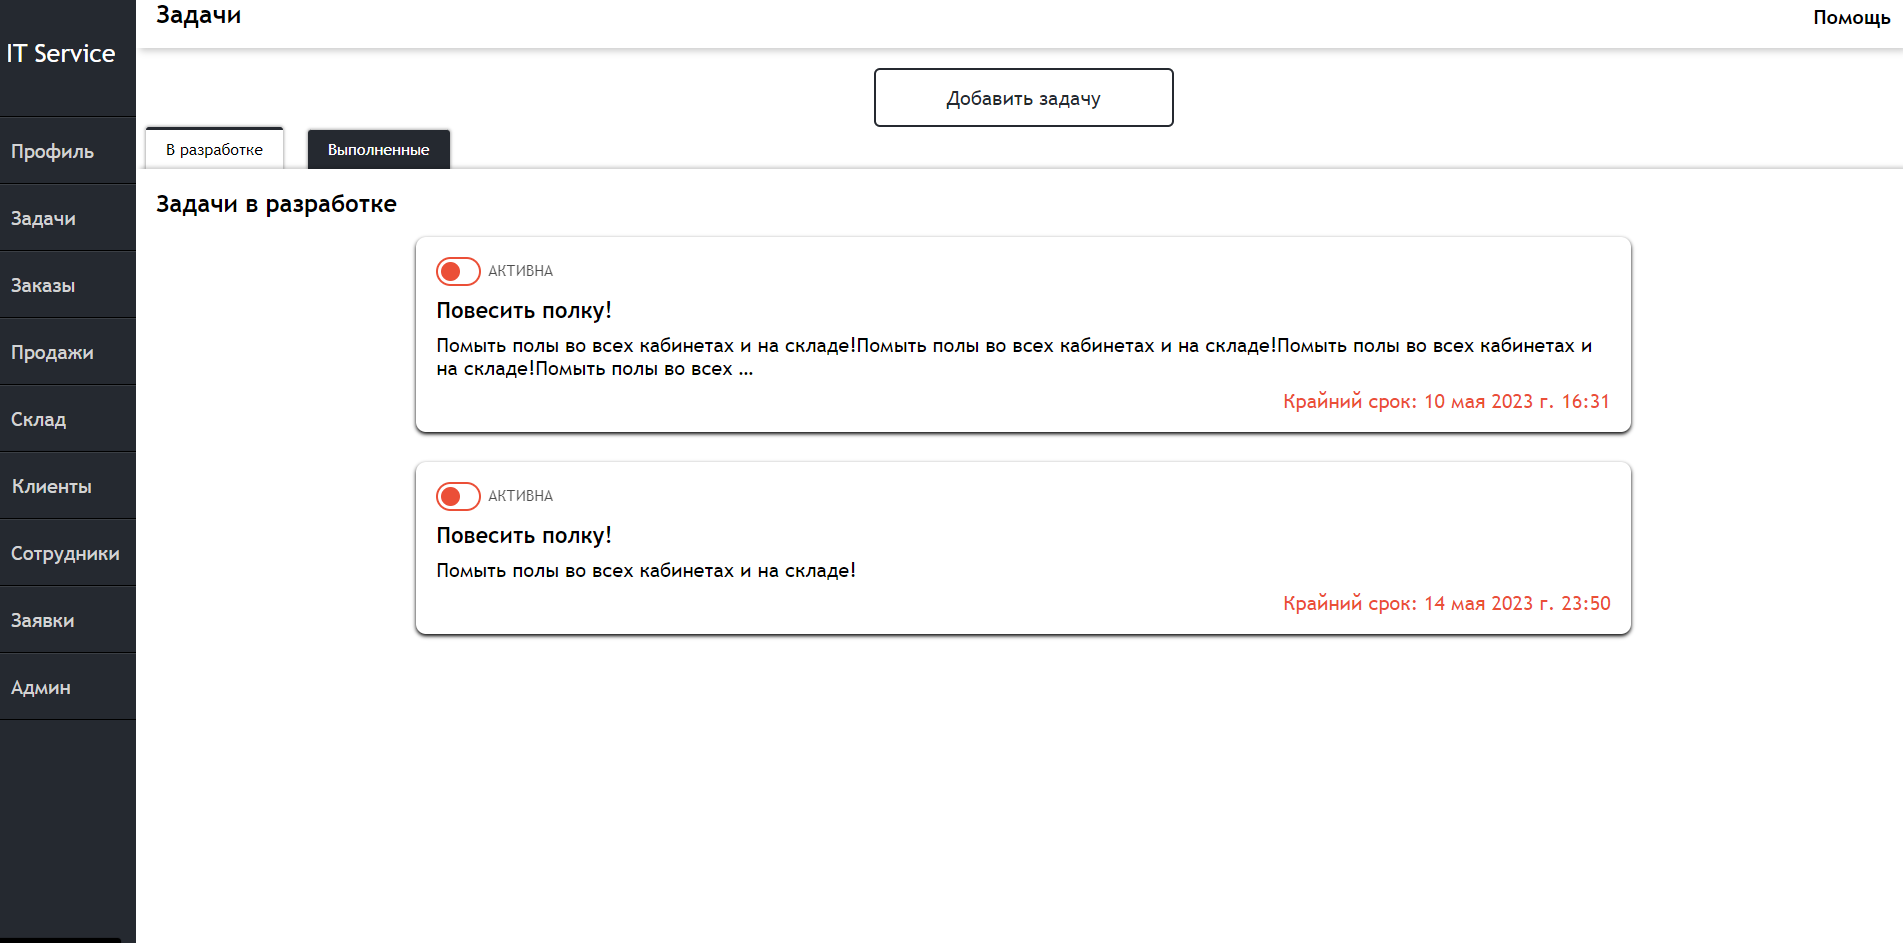 IT Service
Профиль
Задачи
Заказы
Продажи
Склад
Клиенты
Сотрудники
Заявки
Админ
Задачи
Помощь
Добавить задачу
В разработке
Выполненные
Задачи в разработке
АКТИВНА
Повесить полку!
Помыть полы во всех кабинетах и на складе!Помыть полы во всех кабинетах и на складе!Помыть полы во всех кабинетах и
на складе!Помыть полы во всех ...
Крайний срок: 10 мая 2023 г. 16:31
АКТИВНА
Повесить полку!
Помыть полы во всех кабинетах и на складе!
Крайний срок: 14 мая 2023 г. 23:50